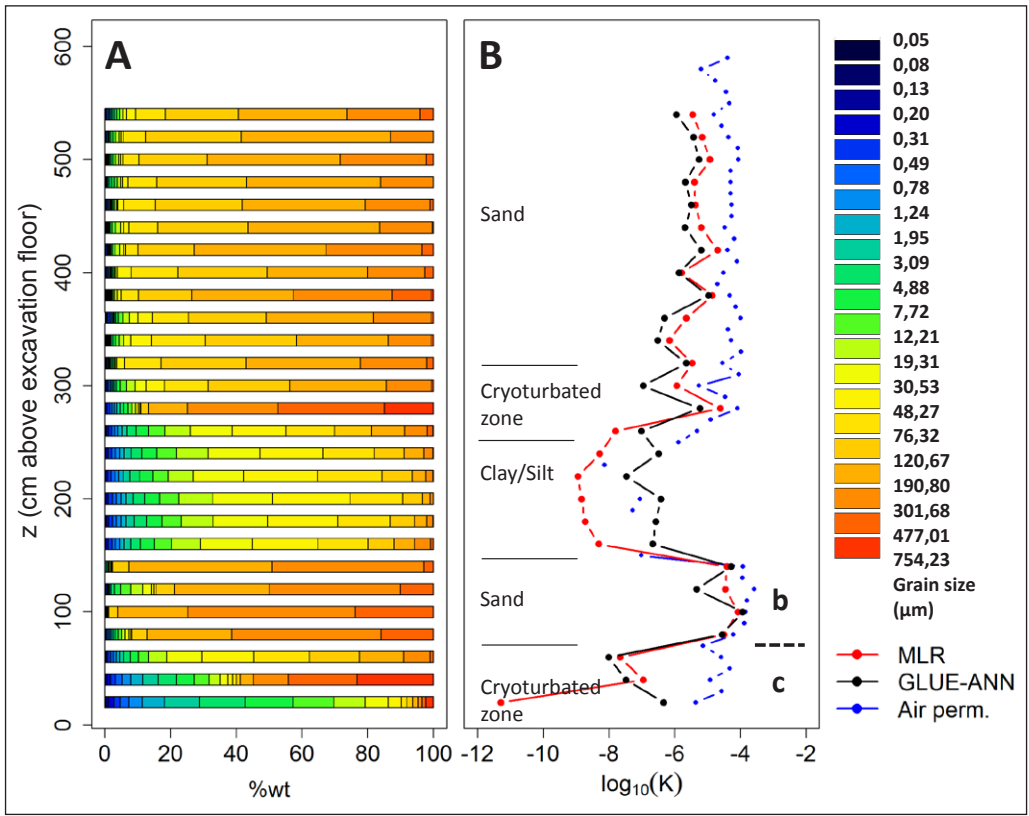 A
B
z (cm above excavation floor)
600
500
400
300
200
100
0
0
20
40
60
80
100
%wt
Sand
Cryoturbated
zone
Clay/Silt
Sand
b
c
Cryoturbated
zone
-12
-10
-8
-6
-4
-2
log10(K)
0,05
0,08
0,13
0,20
0,31
0,49
0,78
1,24
1,95
3,09
4,88
7,72
12,21
19,31
30,53
48,27
76,32
120,67
190,80
301,68
477,01
754,23
Grain size
(µm)
MLR
GLUE-ANN
Air perm.